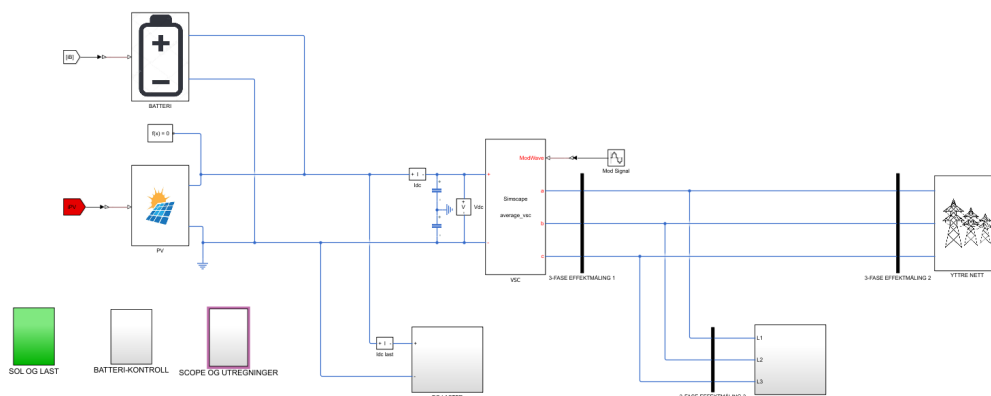 [IB]
BATTERI
f(x) = 0
PV
+ I -
Idc
+
-
+
-
+
V
-
Vdc
+
-
ModWave
Simscape
average_vsc
a
b
c
VSC
Mod Signal
3-FASE EFFEKTMÅLING 1
3-FASE EFFEKTMÅLING 2
YTTRE NETT
SOL OG LAST
BATTERI-KONTROLL
SCOPE OG UTREGNINGER
+ I -
Idc last
+
-
L1
L2
L3